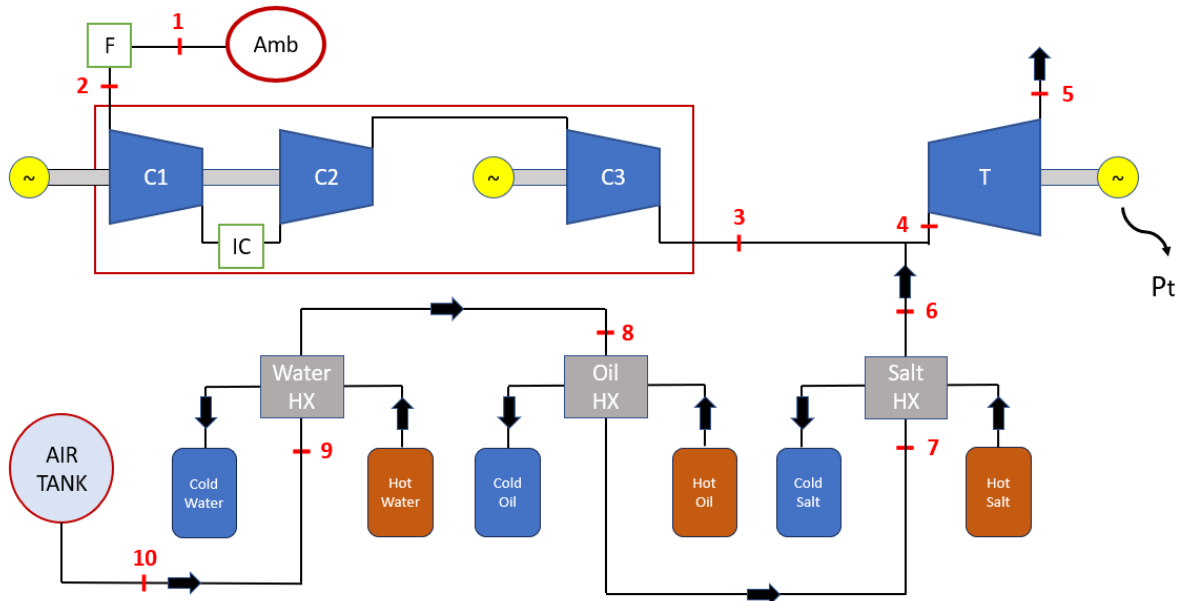 1
F
Amb
2
5
~
C1
C2
~
C3
T
~
3
4
IC
Pt
6
8
Water
HX
Oil
HX
Salt
HX
9
7
AIR
TANK
Cold
Water
Hot
Water
Cold
Oil
Hot
Oil
Cold
Salt
Hot
Salt
10